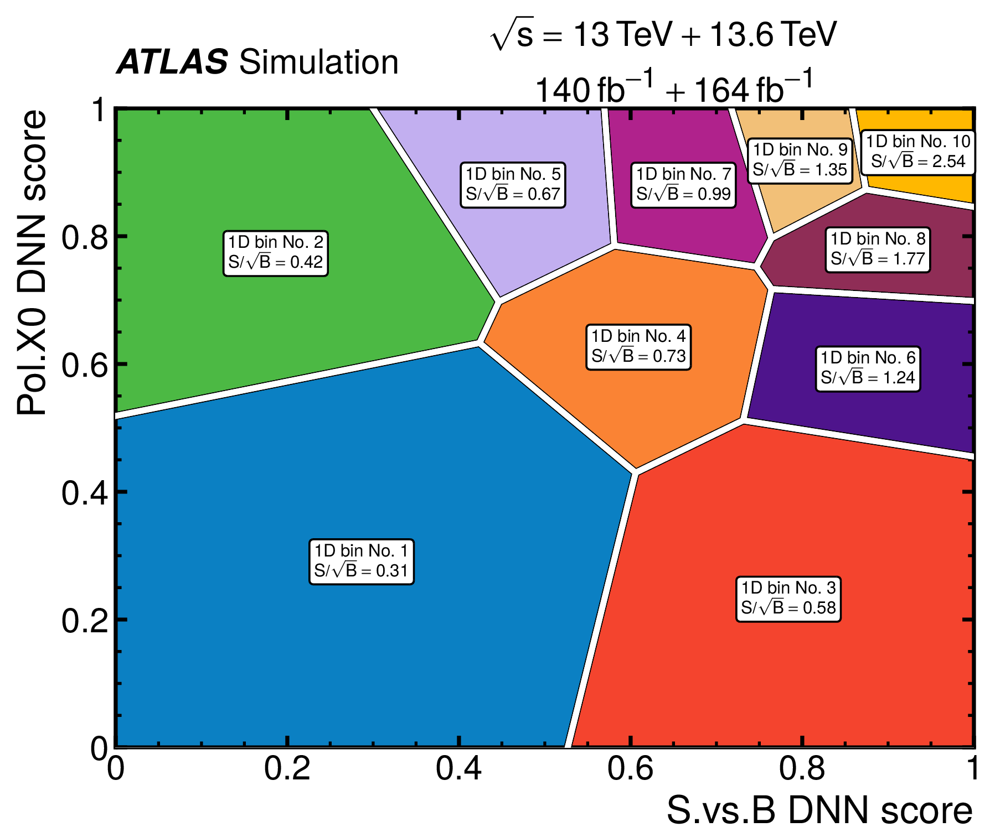 √s = 13 TeV + 13.6 TeV
ATLAS Simulation
140 fb⁻¹ + 164 fb⁻¹
Pol.X0 DNN score
1
0.8
0.6
0.4
0.2
0
1D bin No. 10
S/√B = 2.54
1D bin No. 9
S/√B = 1.35
1D bin No. 5
S/√B = 0.67
1D bin No. 7
S/√B = 0.99
1D bin No. 2
S/√B = 0.42
1D bin No. 8
S/√B = 1.77
1D bin No. 4
S/√B = 0.73
1D bin No. 6
S/√B = 1.24
1D bin No. 1
S/√B = 0.31
1D bin No. 3
S/√B = 0.58
0 0.2 0.4 0.6 0.8 1
S.vs.B DNN score